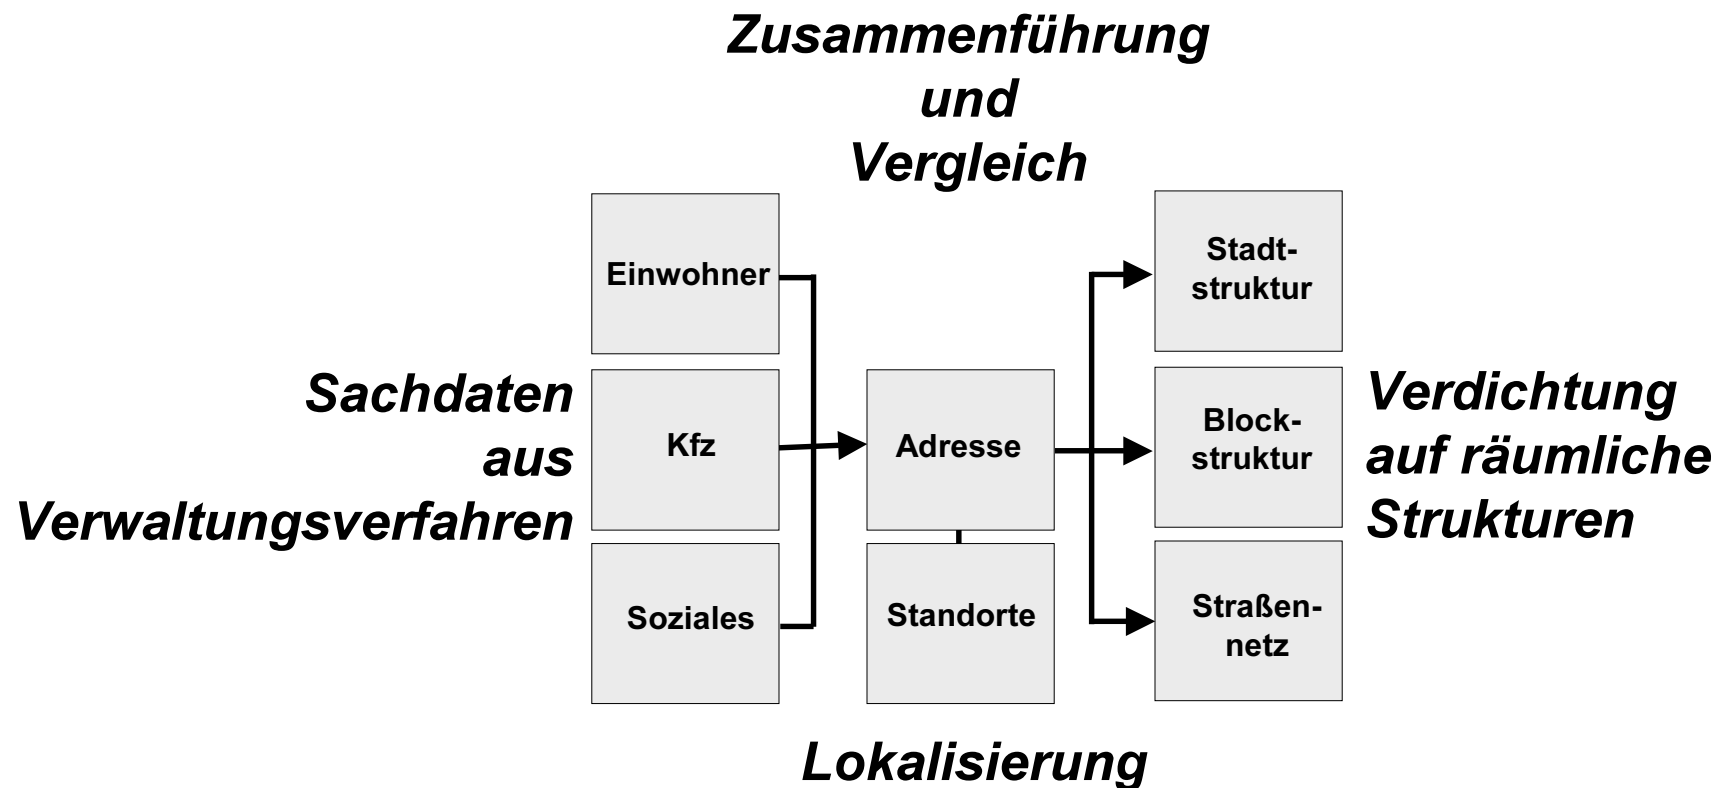 Zusammenführung
und
Vergleich
Einwohner
Stadt-
struktur
Sachdaten
aus
Verwaltungsverfahren
Kfz
Adresse
Block-
struktur
Verdichtung
auf räumliche
Strukturen
Soziales
Standorte
Straßen-
netz
Lokalisierung